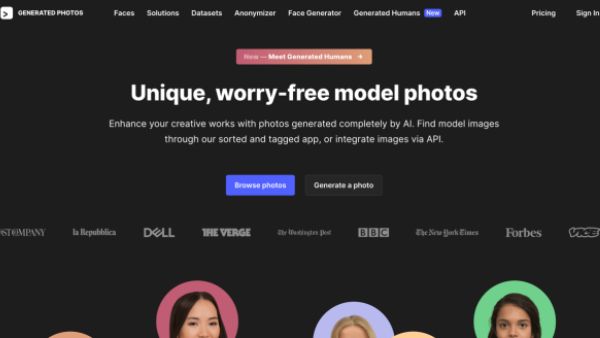 GENERATED PHOTOS Faces Solutions Datasets Anonymizer Face Generator Generated Humans New API Pricing Sign In
New — Meet Generated Humans →
Unique, worry-free model photos
Enhance your creative works with photos generated completely by AI. Find model images
through our sorted and tagged app, or integrate images via API.
Browse photos Generate a photo
la Repubblica DELL THE VERGE The Washington Post BBC The New York Times Forbes VICE